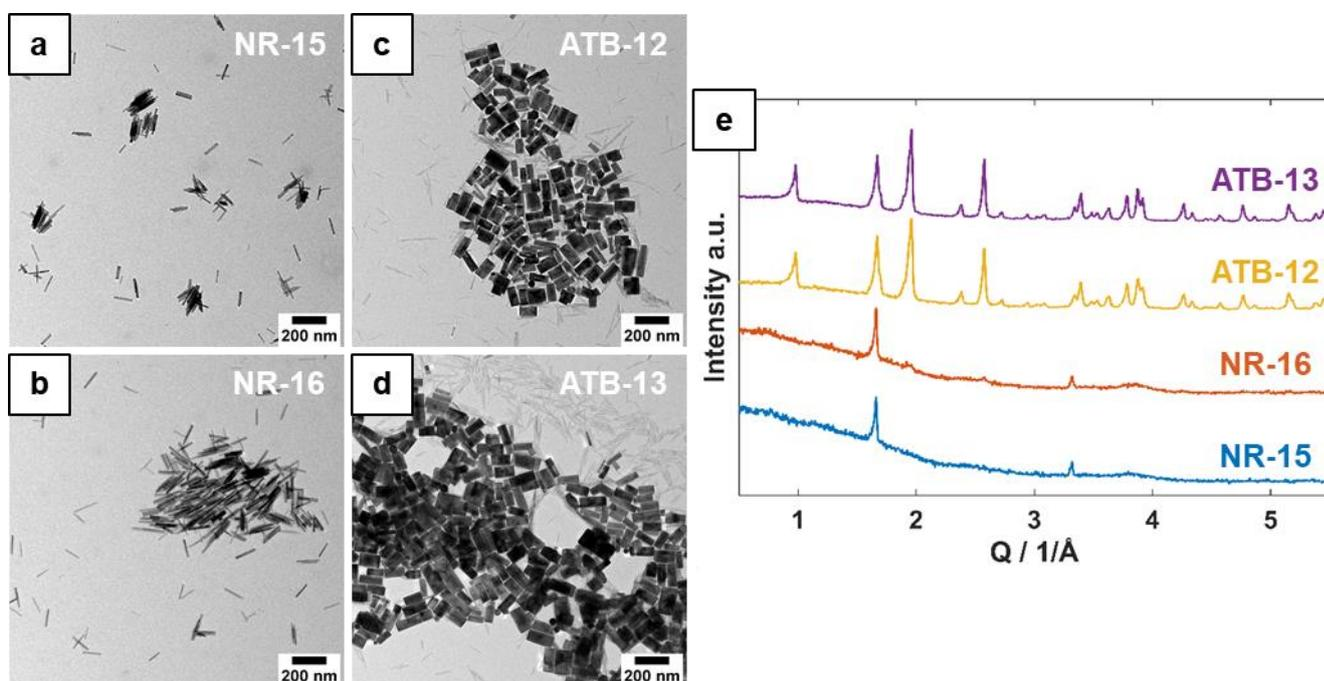 a
NR-15
200 nm
c
ATB-12
200 nm
b
NR-16
200 nm
d
ATB-13
200 nm
e
ATB-13
ATB-12
NR-16
NR-15
Intensity a.u.
1 2 3 4 5
Q / 1/Å